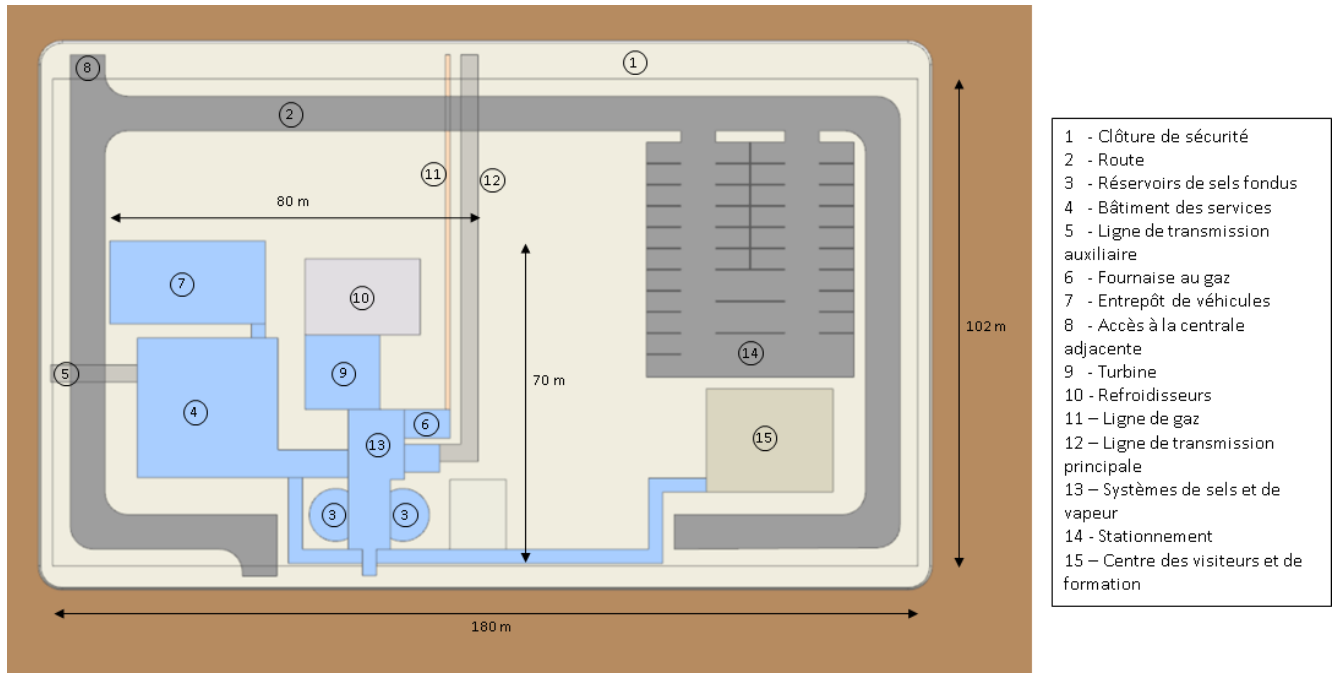 8
1
2
11
12
80 m
7
10
102 m
14
5
9
70 m
4
6
13
15
3
3
180 m
1 - Clôture de sécurité
2 - Route
3 - Réservoirs de sels fondus
4 - Bâtiment des services
5 - Ligne de transmission
auxiliaire
6 - Fournaise au gaz
7 - Entrepôt de véhicules
8 - Accès à la centrale
adjacente
9 - Turbine
10 - Refroidisseurs
11 – Ligne de gaz
12 – Ligne de transmission
principale
13 – Systèmes de sels et de
vapeur
14 - Stationnement
15 – Centre des visiteurs et de
formation